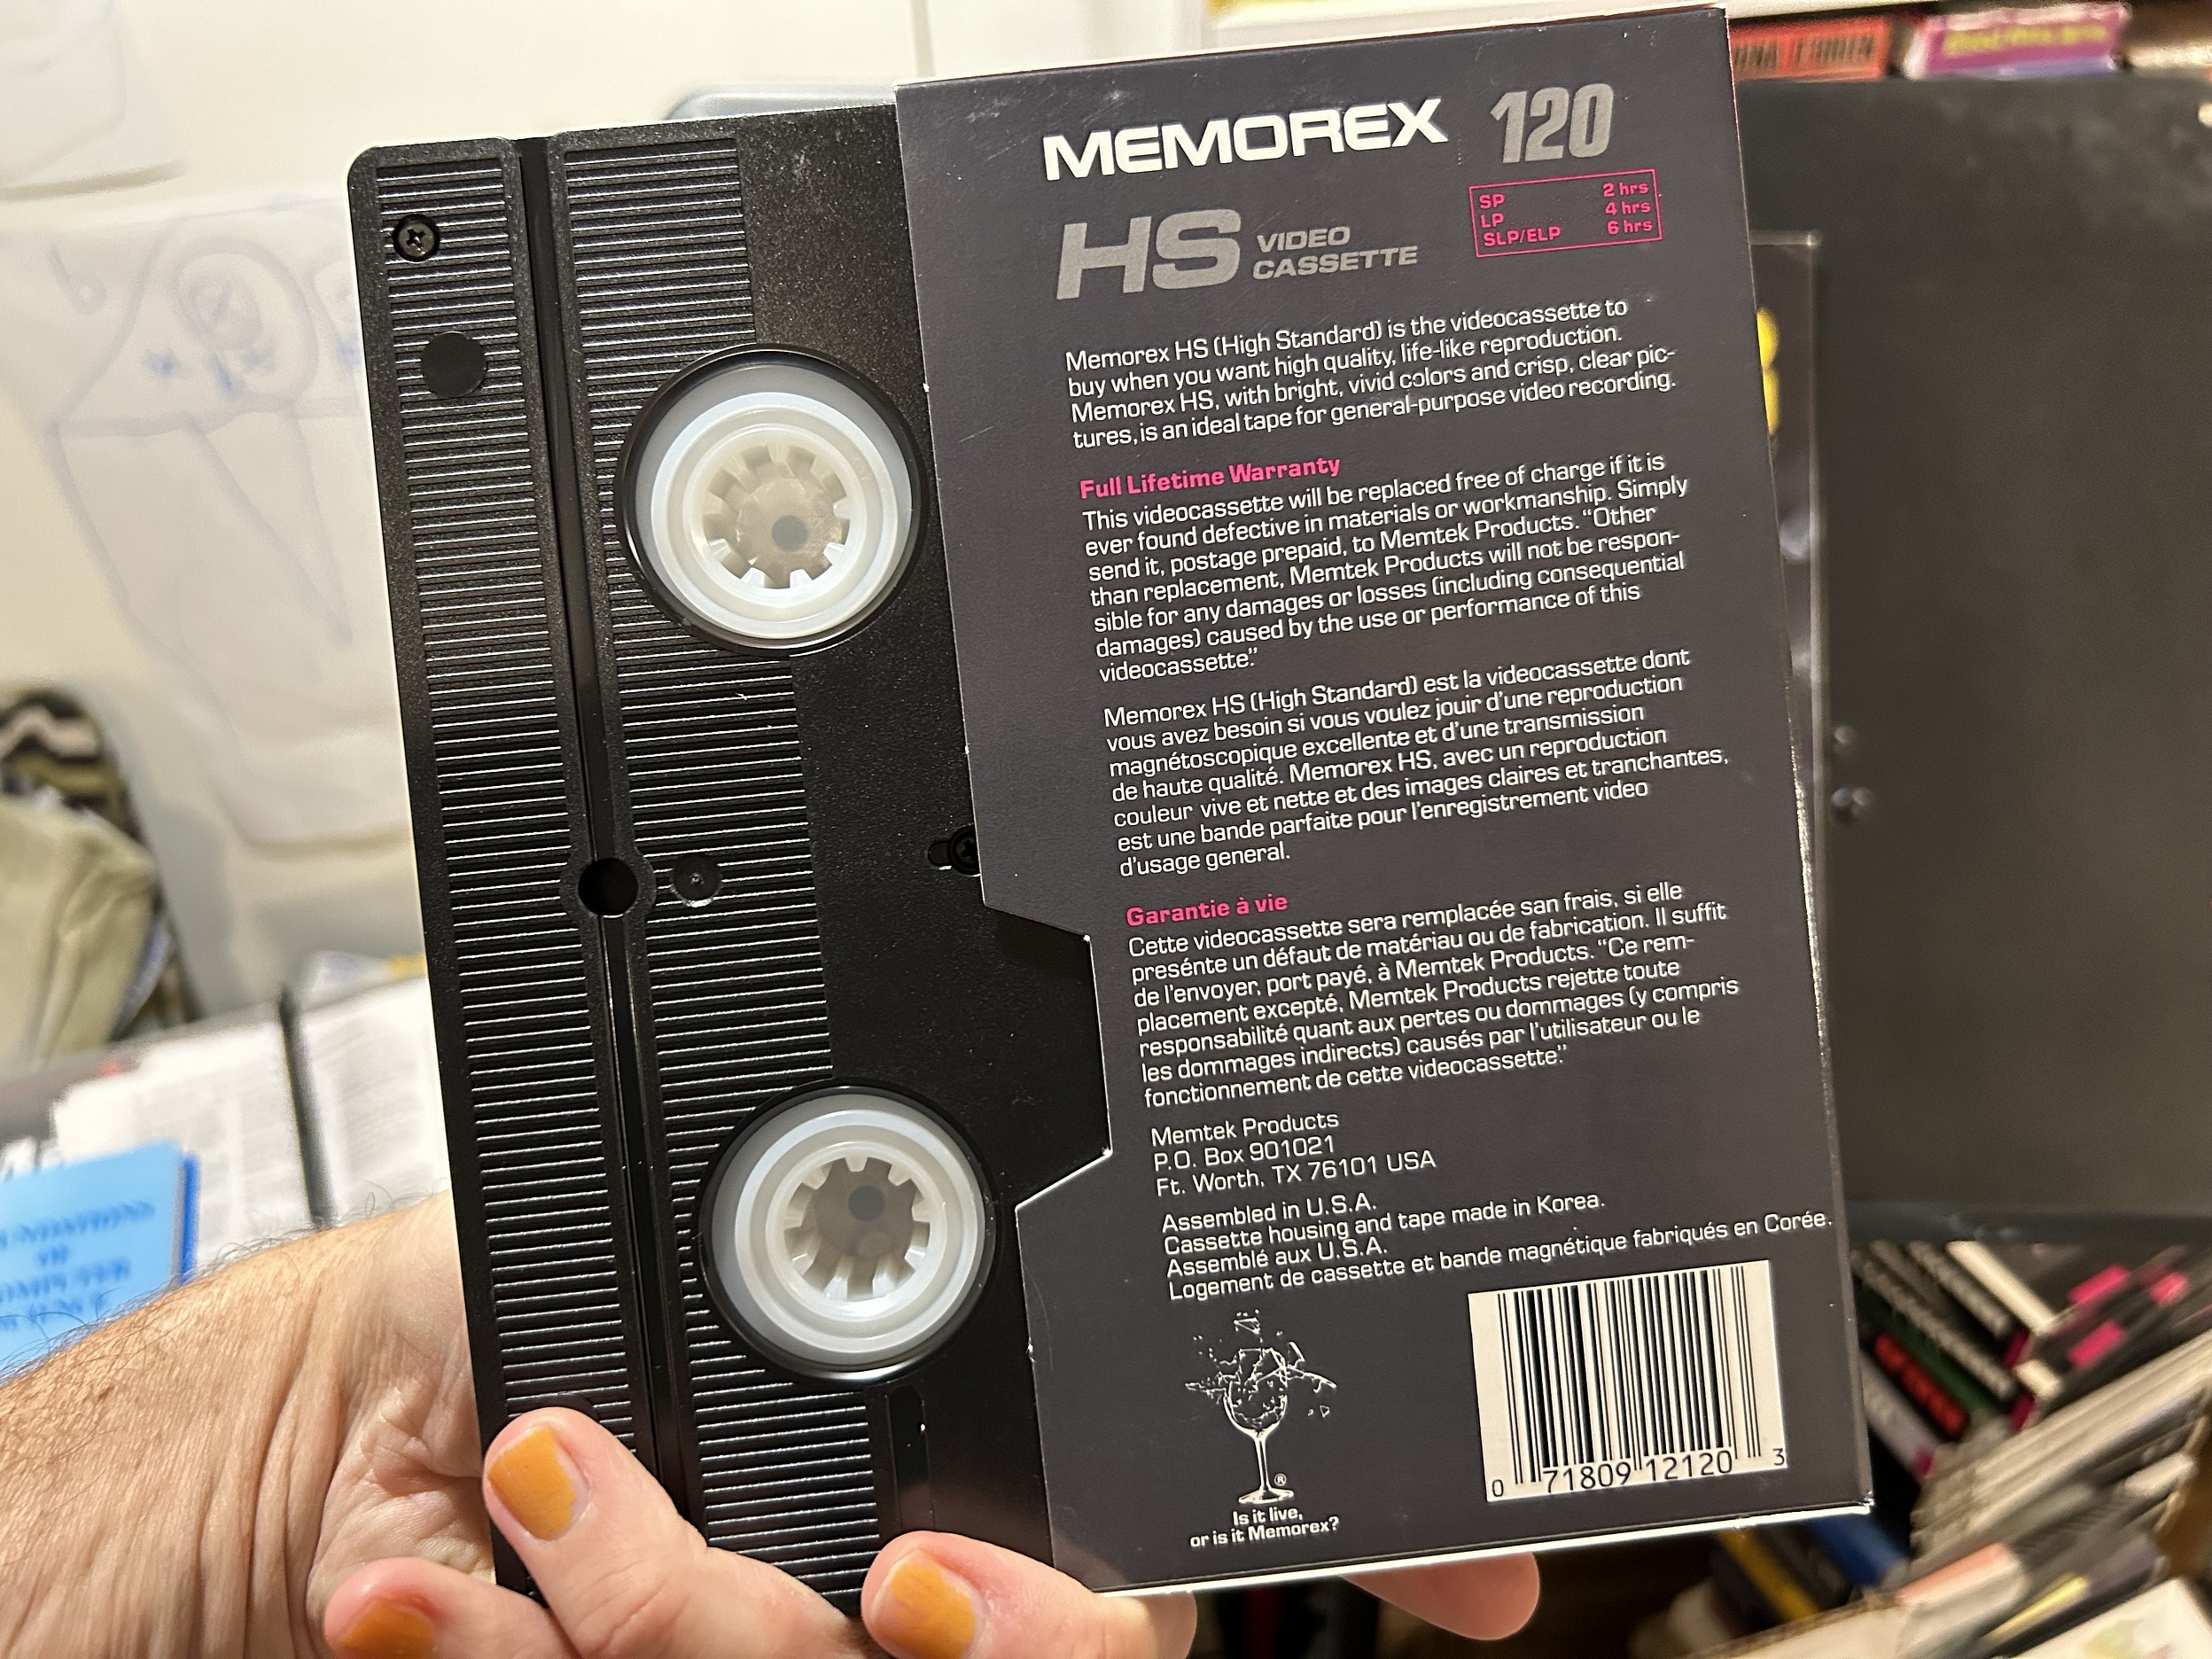 MEMOREX 120
SP 2 hrs
LP 4 hrs
SLP/ELP 6 hrs
HS VIDEO
CASSETTE
Memorex HS (High Standard) is the videocassette to
buy when you want high quality, life-like reproduction.
Memorex HS, with bright, vivid colors and crisp, clear pic-
tures, is an ideal tape for general-purpose video recording.
Full Lifetime Warranty
This videocassette will be replaced free of charge if it is
ever found defective in materials or workmanship. Simply
send it, postage prepaid, to Memtek Products. “Other
than replacement, Memtek Products will not be respon-
sible for any damages or losses (including consequential
damages) caused by the use or performance of this
videocassette.”
Memorex HS (High Standard) est la videocassette dont
vous avez besoin si vous voulez jouir d'une reproduction
magnétoscopique excellente et d'une transmission
de haute qualité. Memorex HS, avec un reproduction
couleur vive et nette et des images claires et tranchantes,
est une bande parfaite pour l'enregistrement video
d'usage general.
Garantie à vie
Cette videocassette sera remplacée san frais, si elle
presénte un défaut de matériau ou de fabrication. Il suffit
de l'envoyer, port payé, à Memtek Products. “Ce rem-
placement excepté, Memtek Products rejette toute
responsabilité quant aux pertes ou dommages (y compris
les dommages indirects) causés par l'utilisateur ou le
fonctionnement de cette videocassette.”
Memtek Products
P.O. Box 901021
Ft. Worth, TX 76101 USA
Assembled in U.S.A.
Cassette housing and tape made in Korea.
Assemblé aux U.S.A.
Logement de cassette et bande magnétique fabriqués en Corée.
®
Is it live,
or is it Memorex?
0 71809 12120 3